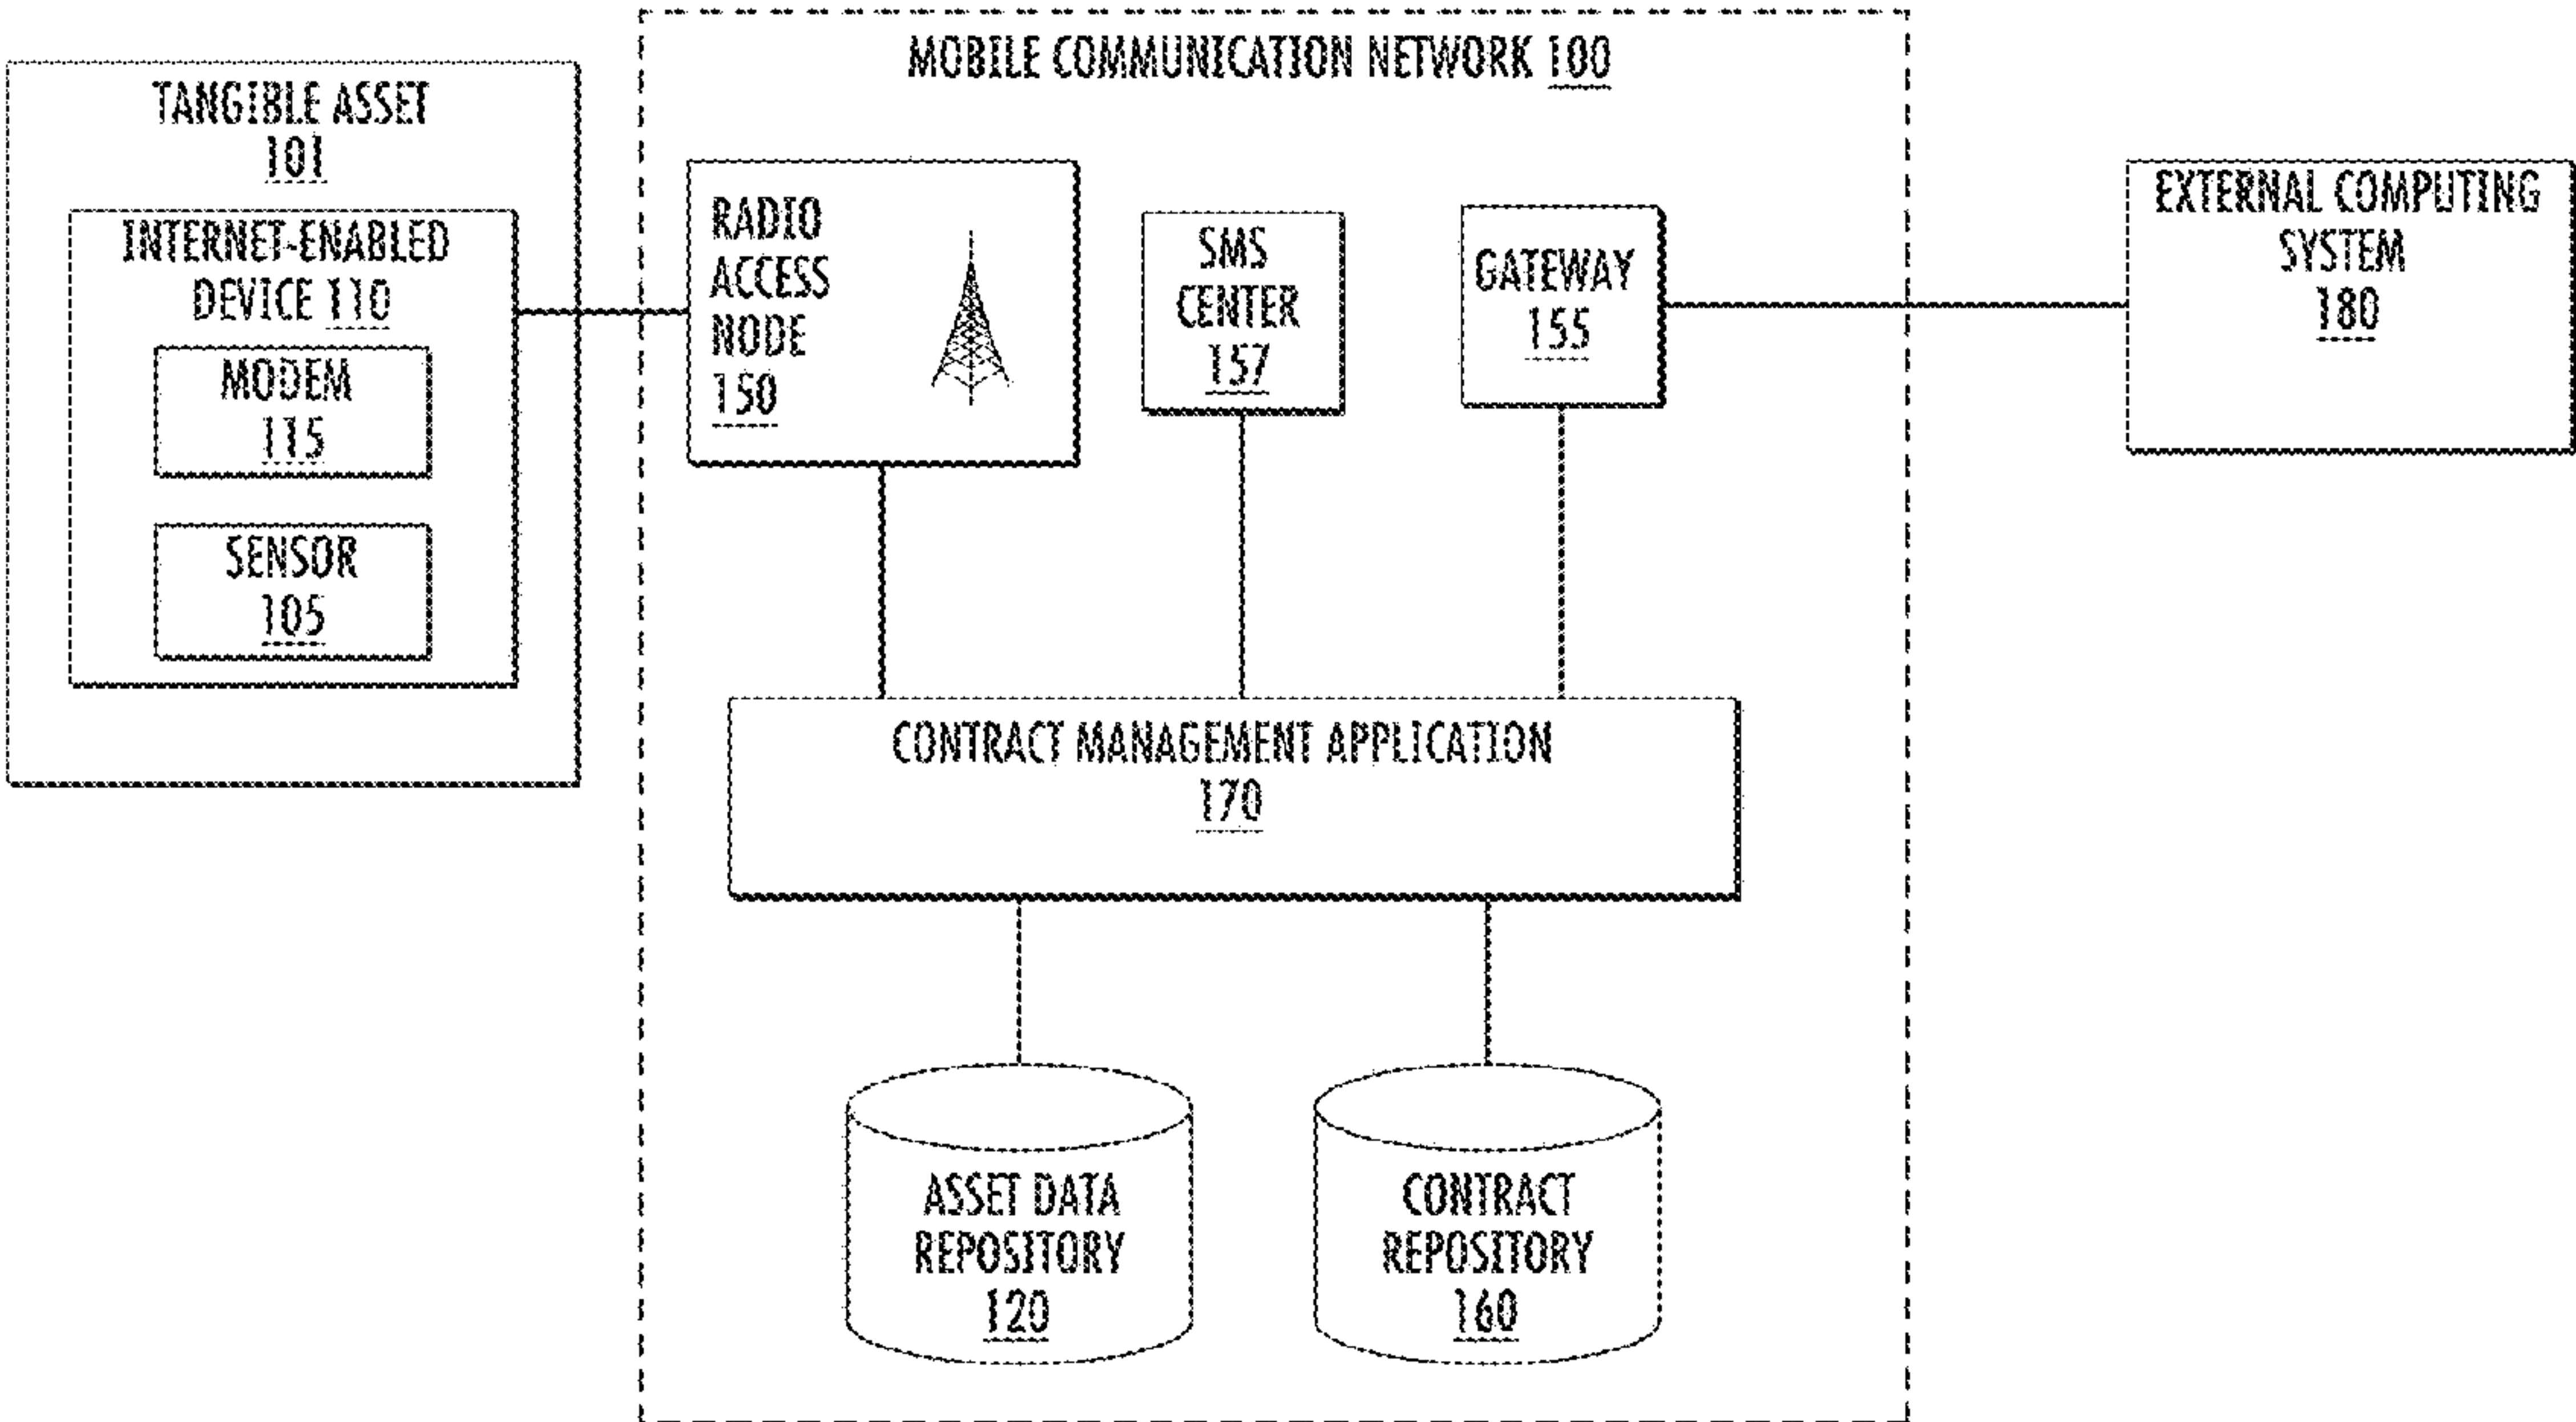 MOBILE COMMUNICATION NETWORK 100
TANGIBLE ASSET
101
INTERNET-ENABLED
DEVICE 110
MODEM
115
SENSOR
105
RADIO
ACCESS
NODE
150
SMS
CENTER
157
GATEWAY
155
EXTERNAL COMPUTING
SYSTEM
180
CONTRACT MANAGEMENT APPLICATION
170
ASSET DATA
REPOSITORY
120
CONTRACT
REPOSITORY
160